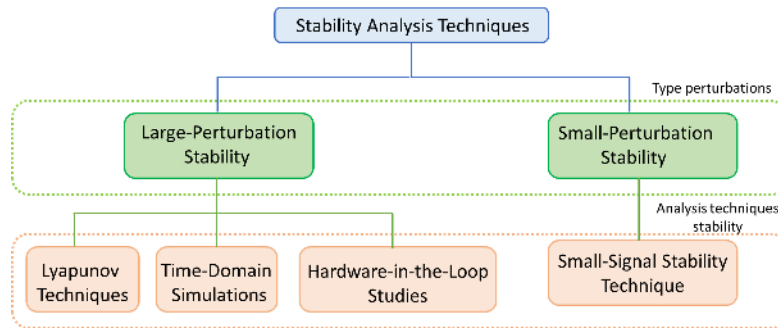 Stability Analysis Techniques
Type perturbations
Large-Perturbation
Stability
Small-Perturbation
Stability
Analysis techniques
stability
Lyapunov
Techniques
Time-Domain
Simulations
Hardware-in-the-Loop
Studies
Small-Signal Stability
Technique